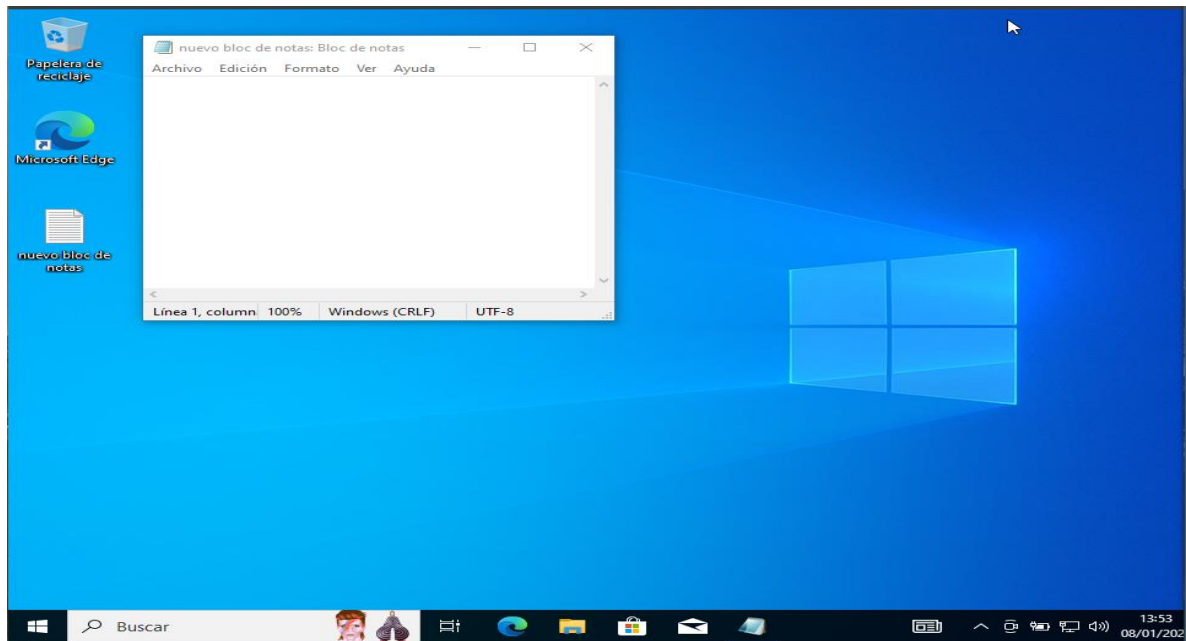 Papelera de
reciclaje
Microsoft Edge
nuevo bloc de
notas
nuevo bloc de notas: Bloc de notas
Archivo Edición Formato Ver Ayuda
Línea 1, column 100% Windows (CRLF) UTF-8
Buscar
13:53
08/01/202